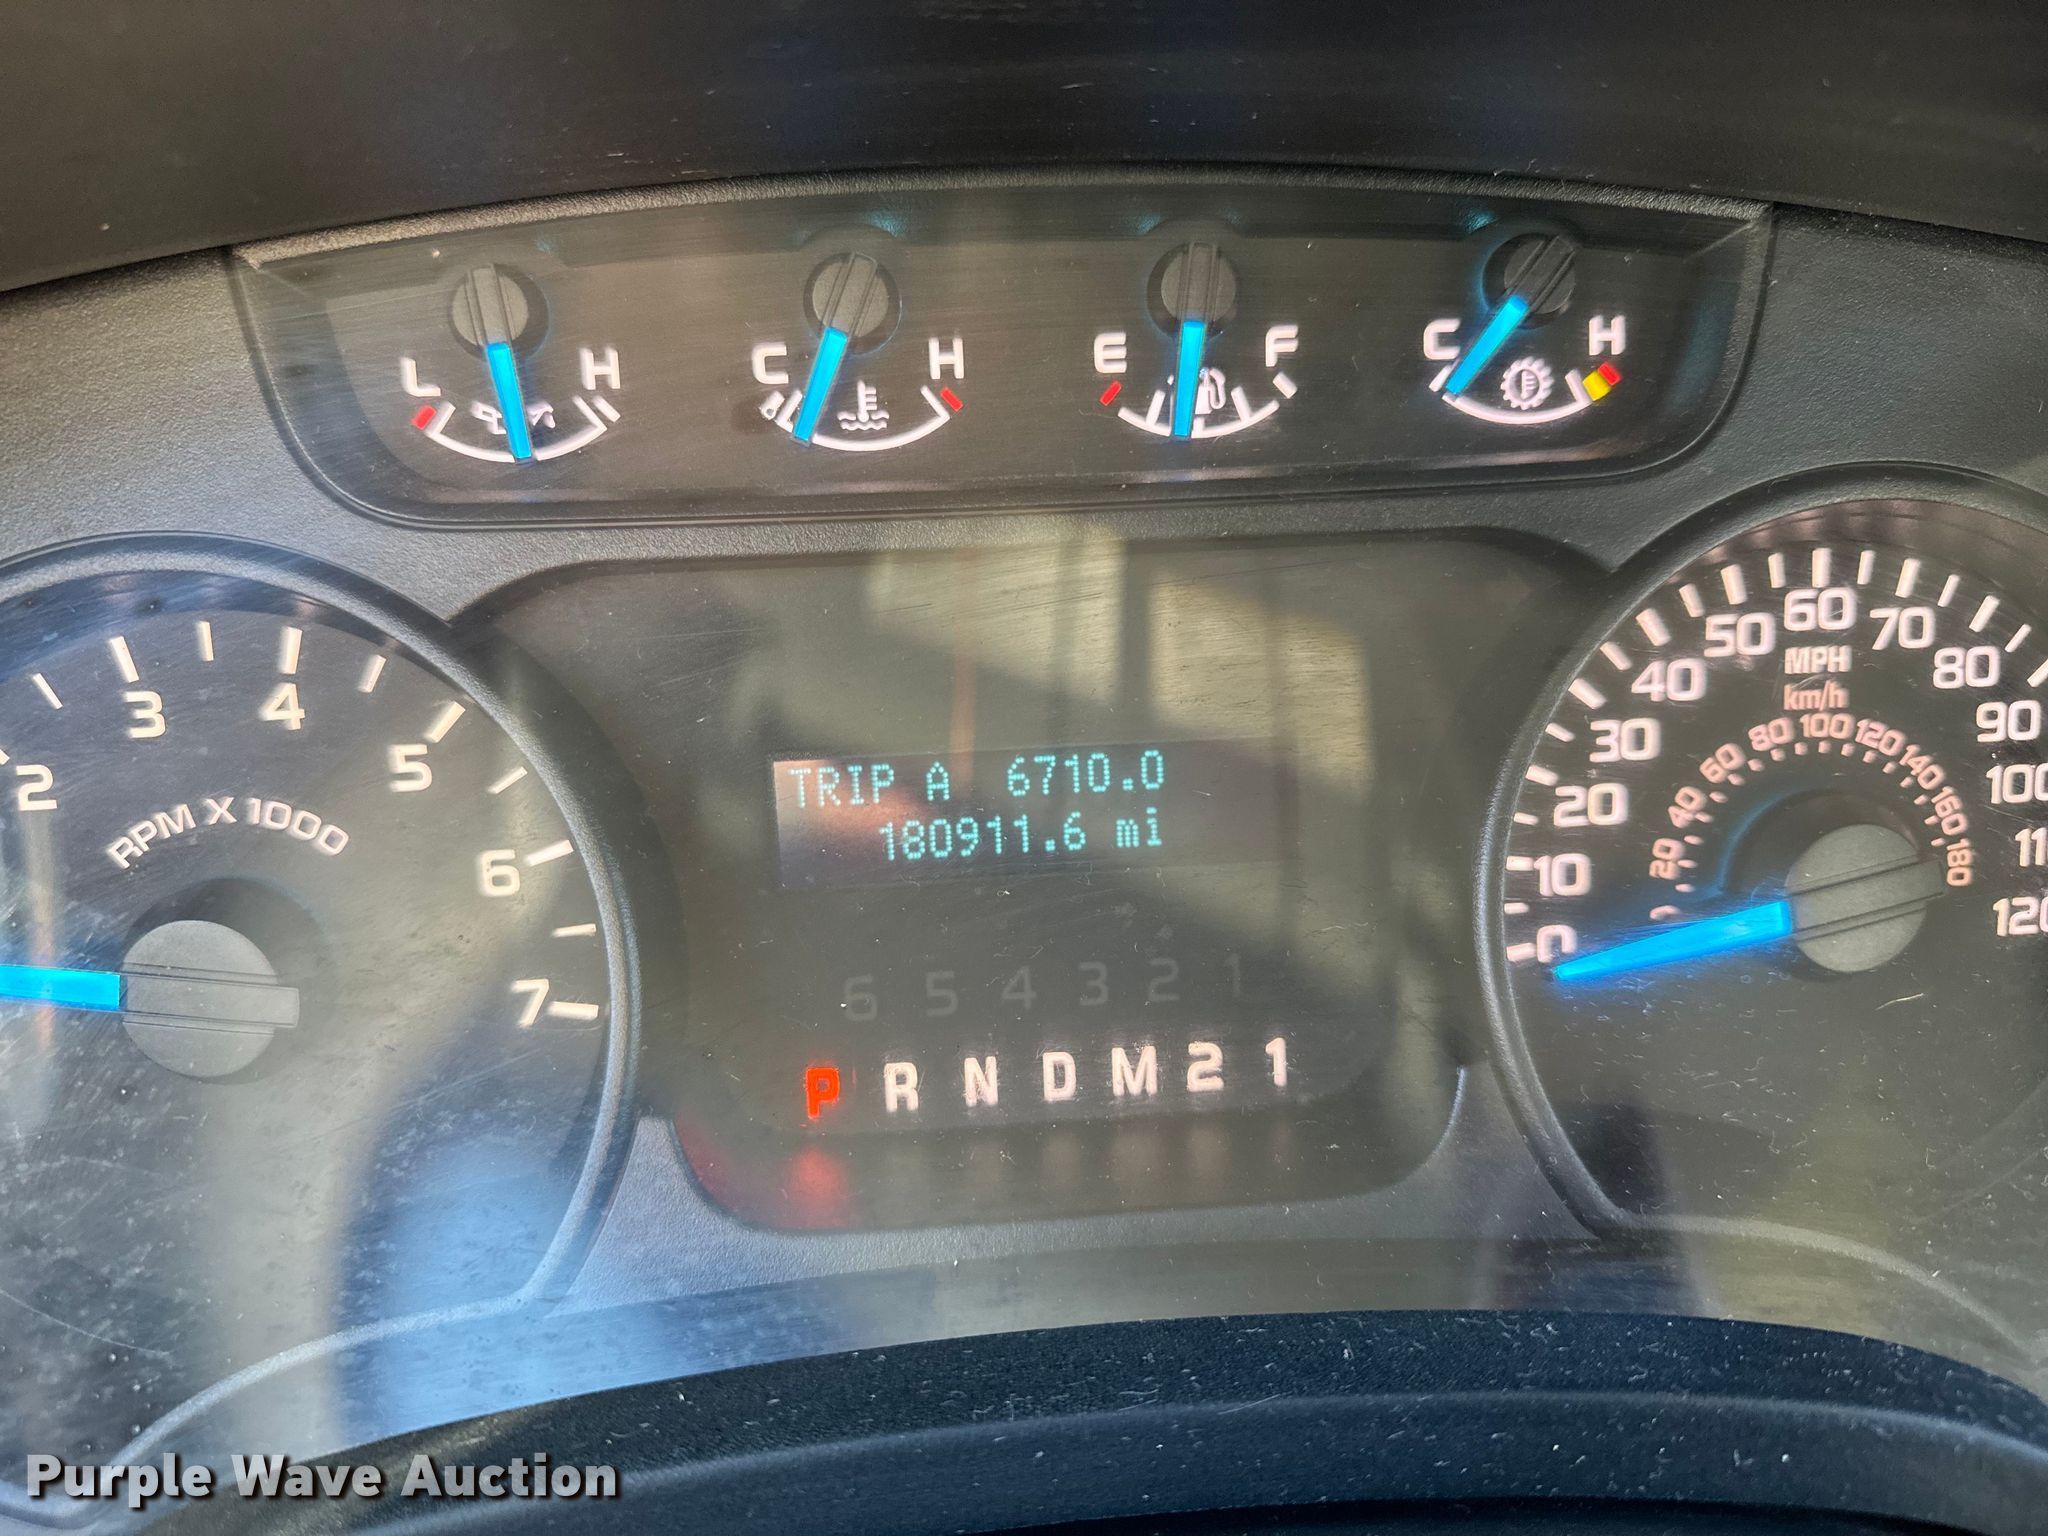 L H
C H
E F
C H
2 3 4 5 6 7
RPM X 1000
TRIP A 6710.0
180911.6 mi
6 5 4 3 2 1
P R N D M 2 1
0 10 20 30 40 50 60 70 80 90 100 11 120
MPH
km/h
0 20 40 60 80 100 120 140 160 180
Purple Wave Auction